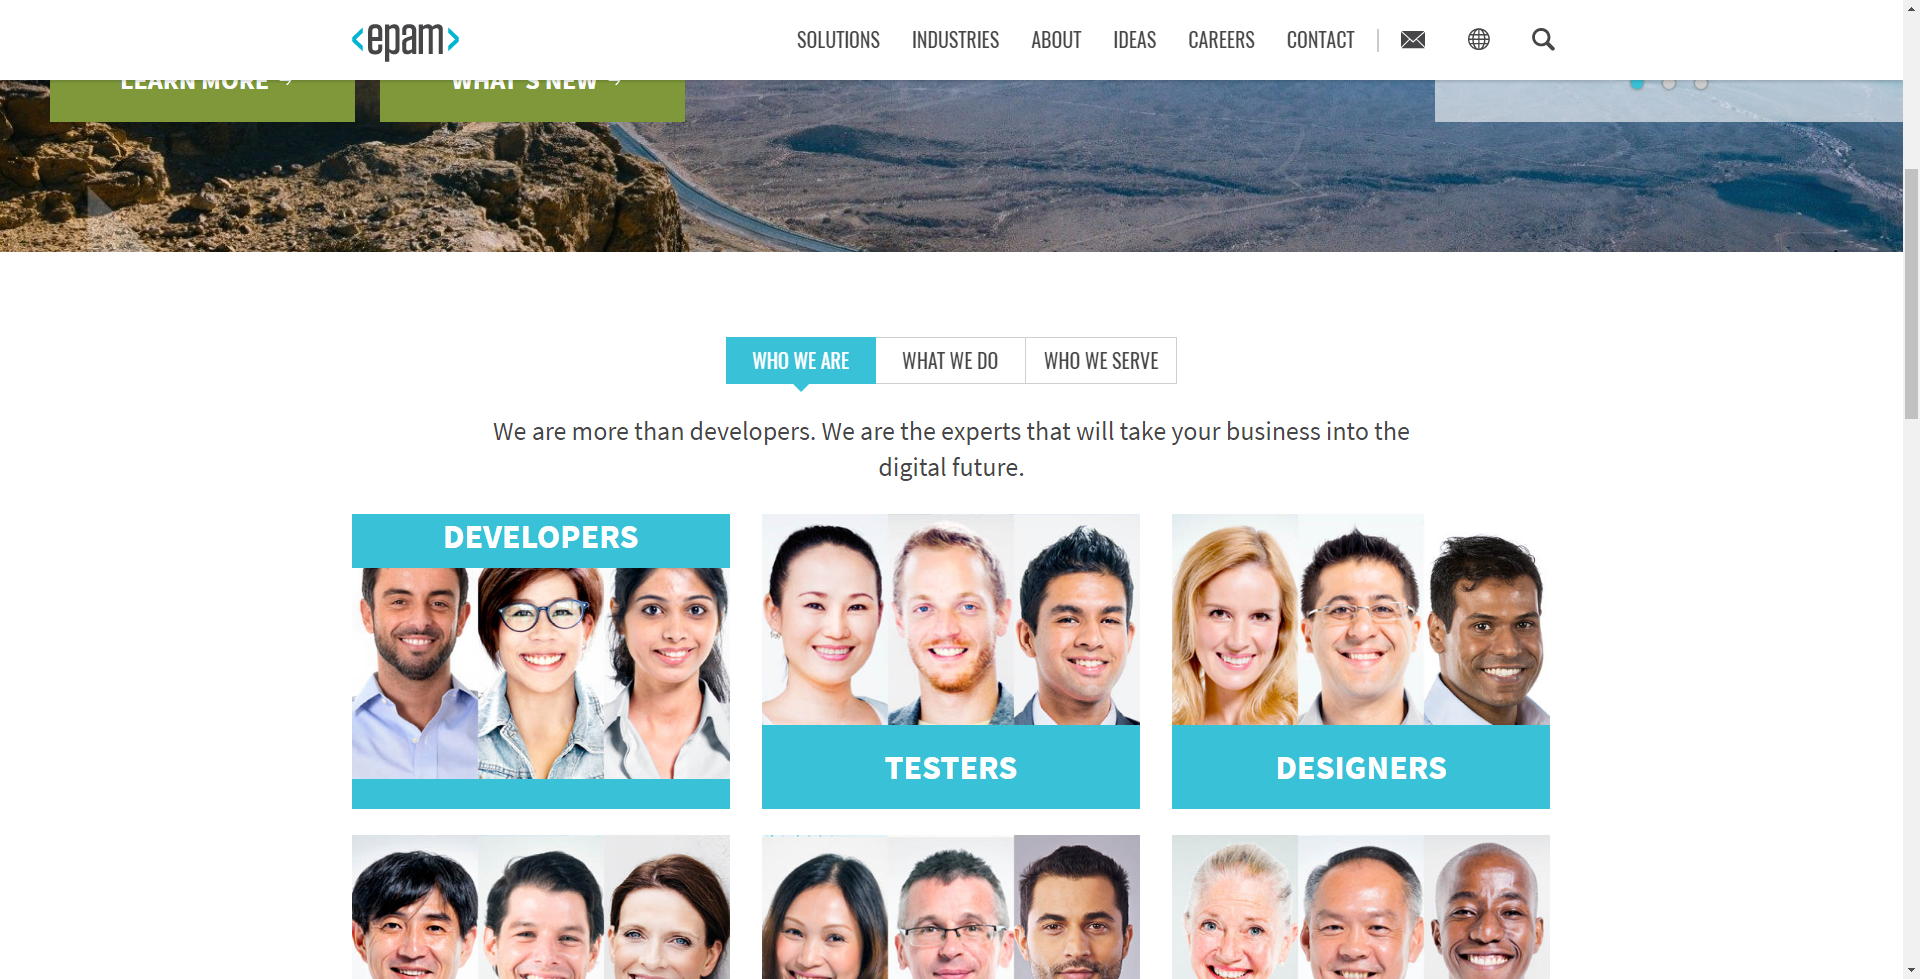 <epam>
SOLUTIONS INDUSTRIES ABOUT IDEAS CAREERS CONTACT
LEARN MORE → WHAT'S NEW →
WHO WE ARE WHAT WE DO WHO WE SERVE
We are more than developers. We are the experts that will take your business into the
digital future.
DEVELOPERS
TESTERS
DESIGNERS